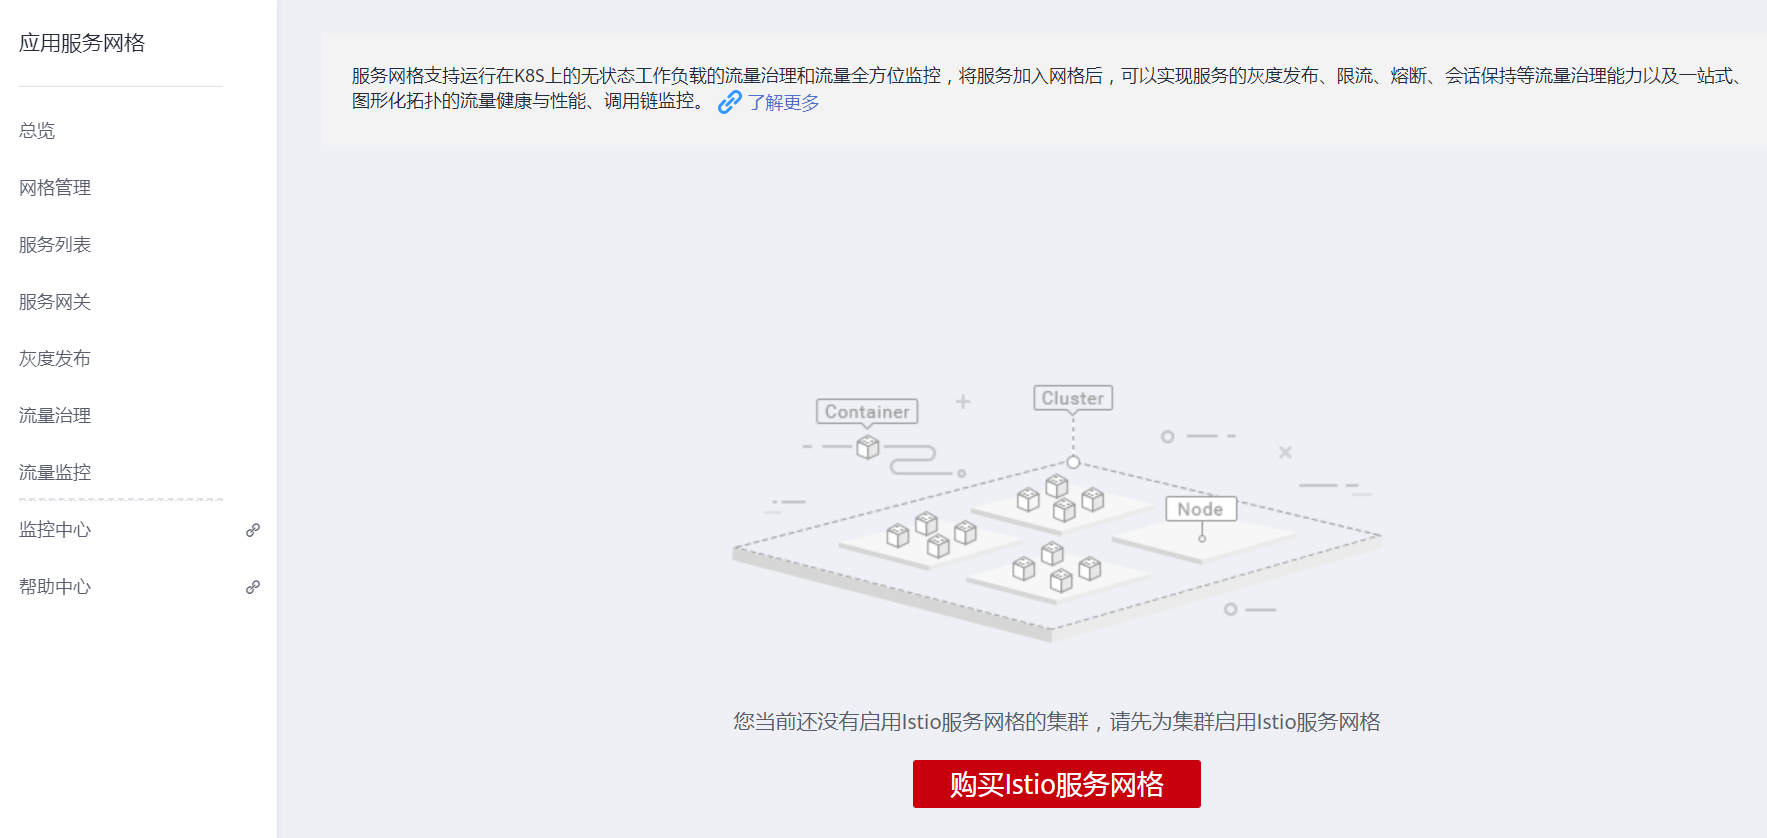 应用服务网格
总览
网格管理
服务列表
服务网关
灰度发布
流量治理
流量监控
监控中心
帮助中心
服务网格支持运行在K8S上的无状态工作负载的流量治理和流量全方位监控，将服务加入网格后，可以实现服务的灰度发布、限流、熔断、会话保持等流量治理能力以及一站式、
图形化拓扑的流量健康与性能、调用链监控。 了解更多
Container
Cluster
Node
您当前还没有启用Istio服务网格的集群，请先为集群启用Istio服务网格
购买Istio服务网格